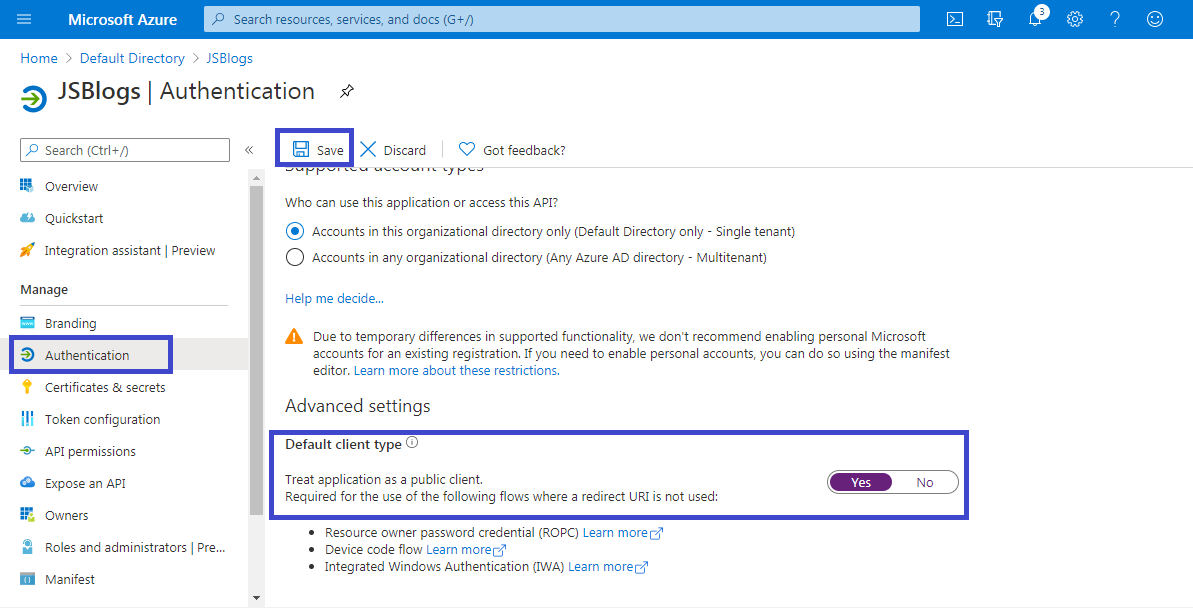 Microsoft Azure
Search resources, services, and docs (G+/)
3
Home > Default Directory > JSBlogs
JSBlogs | Authentication
Search (Ctrl+/)
«
Save
Discard
Got feedback?
Overview
Quickstart
Integration assistant | Preview
Manage
Branding
Authentication
Certificates & secrets
Token configuration
API permissions
Expose an API
Owners
Roles and administrators | Pre...
Manifest
Supported account types
Who can use this application or access this API?
Accounts in this organizational directory only (Default Directory only - Single tenant)
Accounts in any organizational directory (Any Azure AD directory - Multitenant)
Help me decide...
Due to temporary differences in supported functionality, we don't recommend enabling personal Microsoft
accounts for an existing registration. If you need to enable personal accounts, you can do so using the manifest
editor. Learn more about these restrictions.
Advanced settings
Default client type
Treat application as a public client.
Required for the use of the following flows where a redirect URI is not used:
Yes No
• Resource owner password credential (ROPC) Learn more
• Device code flow Learn more
• Integrated Windows Authentication (IWA) Learn more